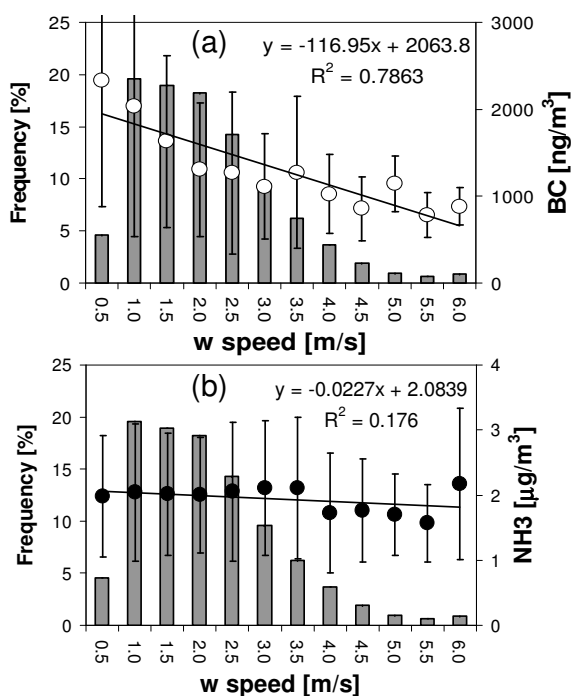 (a)
y = -116.95x + 2063.8
R² = 0.7863
Frequency [%]
25
20
15
10
5
0
3000
2000
1000
0
BC [ng/m³]
0.5 1.0 1.5 2.0 2.5 3.0 3.5 4.0 4.5 5.0 5.5 6.0
w speed [m/s]
(b)
y = -0.0227x + 2.0839
R² = 0.176
Frequency [%]
25
20
15
10
5
0
4
3
2
1
0
NH3 [µg/m³]
0.5 1.0 1.5 2.0 2.5 3.0 3.5 4.0 4.5 5.0 5.5 6.0
w speed [m/s]